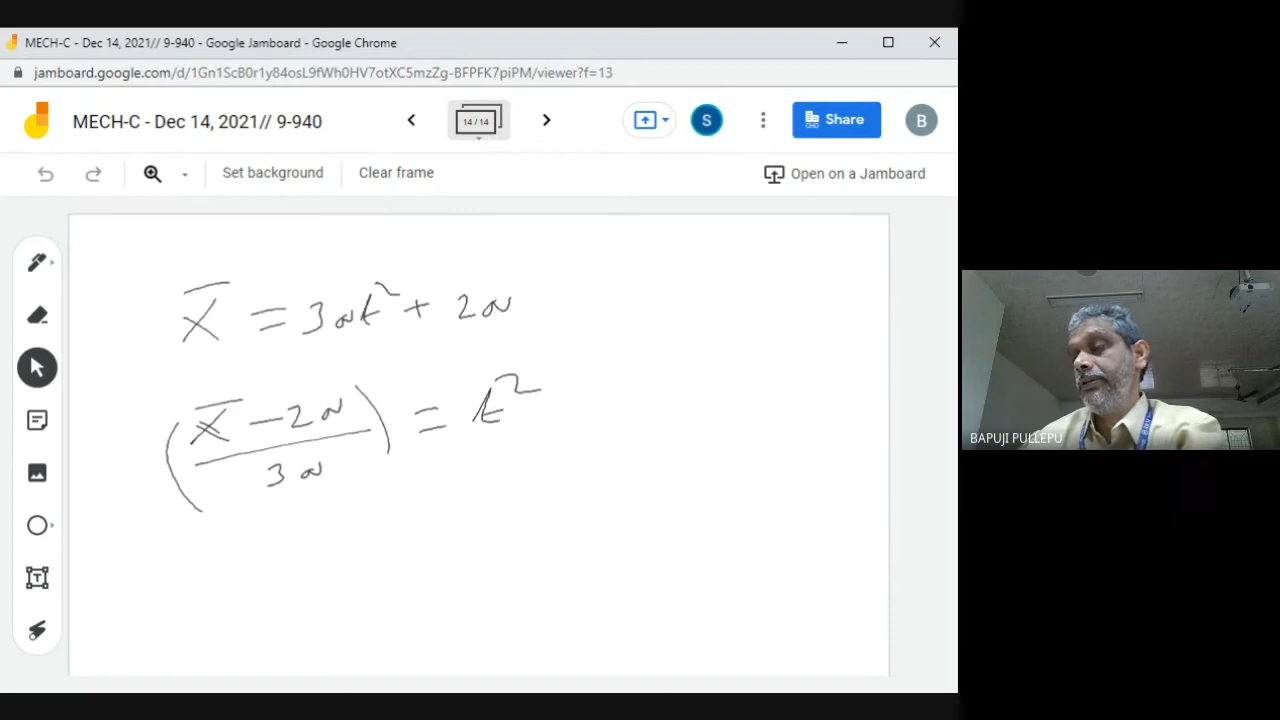 MECH-C - Dec 14, 2021// 9-940 - Google Jamboard - Google Chrome
jamboard.google.com/d/1Gn1ScB0r1y84osL9fWh0HV7otXC5mzZg-BFPFK7piPM/viewer?f=13
MECH-C - Dec 14, 2021// 9-940
14 / 14
S
Share
B
Set background
Clear frame
Open on a Jamboard
X̅ = 3at² + 2a
(X̅ - 2a / 3a) = t²
T
BAPUJI PULLEPU